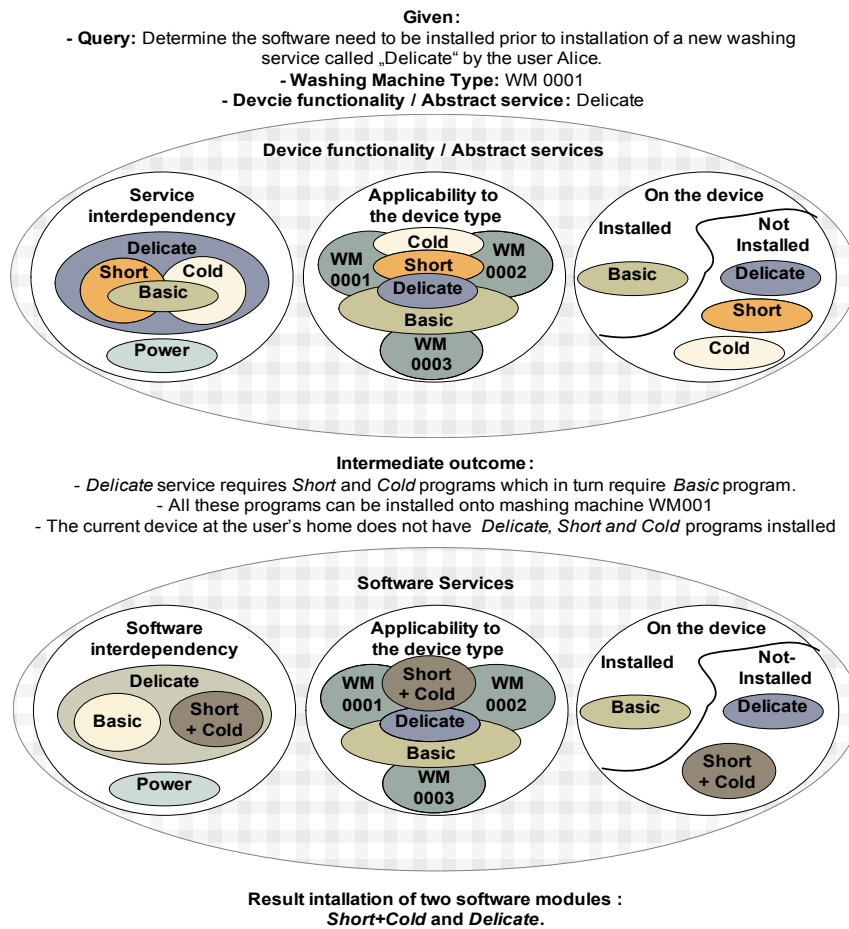 Given:
- Query: Determine the software need to be installed prior to installation of a new washing
service called „Delicate“ by the user Alice.
- Washing Machine Type: WM 0001
- Devcie functionality / Abstract service: Delicate
Device functionality / Abstract services
Service
interdependency
Delicate
Short
Cold
Basic
Power
Applicability to
the device type
Cold
WM
0001
WM
0002
Short
Delicate
Basic
WM
0003
On the device
Installed
Not
Installed
Basic
Delicate
Short
Cold
Intermediate outcome:
- Delicate service requires Short and Cold programs which in turn require Basic program.
- All these programs can be installed onto mashing machine WM001
- The current device at the user's home does not have Delicate, Short and Cold programs installed
Software Services
Software
interdependency
Delicate
Basic
Short
+ Cold
Power
Applicability to
the device type
WM
0001
Short
+ Cold
WM
0002
Delicate
Basic
WM
0003
On the device
Installed
Not-
Installed
Basic
Delicate
Short
+ Cold
Result intallation of two software modules :
Short+Cold and Delicate.